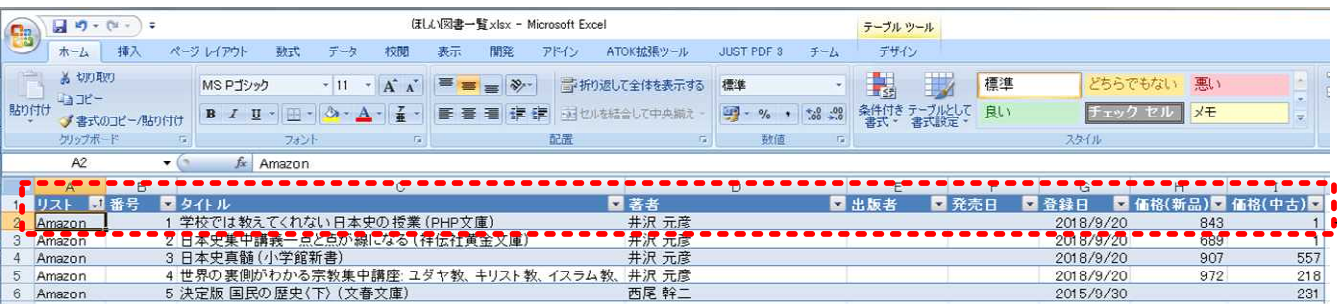 ほしい図書一覧.xlsx - Microsoft Excel
テーブル ツール
ホーム 挿入 ページ レイアウト 数式 データ 校閲 表示 開発 アドイン ATOK拡張ツール JUST PDF 3 チーム デザイン
貼り付け
切り取り
コピー
書式のコピー/貼り付け
クリップボード
MS Pゴシック 11
B I U
フォント
折り返して全体を表示する
セルを結合して中央揃え
配置
標準
%
数値
条件付き書式 テーブルとして書式設定
標準 どちらでもない 悪い
良い チェック セル メモ
スタイル
A2 fx Amazon
A B C D E F G H I
1 リスト 番号 タイトル 著者 出版者 発売日 登録日 価格(新品) 価格(中古)
2 Amazon 1 学校では教えてくれない日本史の授業 (PHP文庫) 井沢 元彦 2018/9/20 843 1
3 Amazon 2 日本史集中講義―点と点が線になる (祥伝社黄金文庫) 井沢 元彦 2018/9/20 689 1
4 Amazon 3 日本史真髄 (小学館新書) 井沢 元彦 2018/9/20 907 557
5 Amazon 4 世界の裏側がわかる宗教集中講座: ユダヤ教、キリスト教、イスラム教、 井沢 元彦 2018/9/20 972 218
6 Amazon 5 決定版 国民の歴史〈下〉 (文春文庫) 西尾 幹二 2015/9/30 231